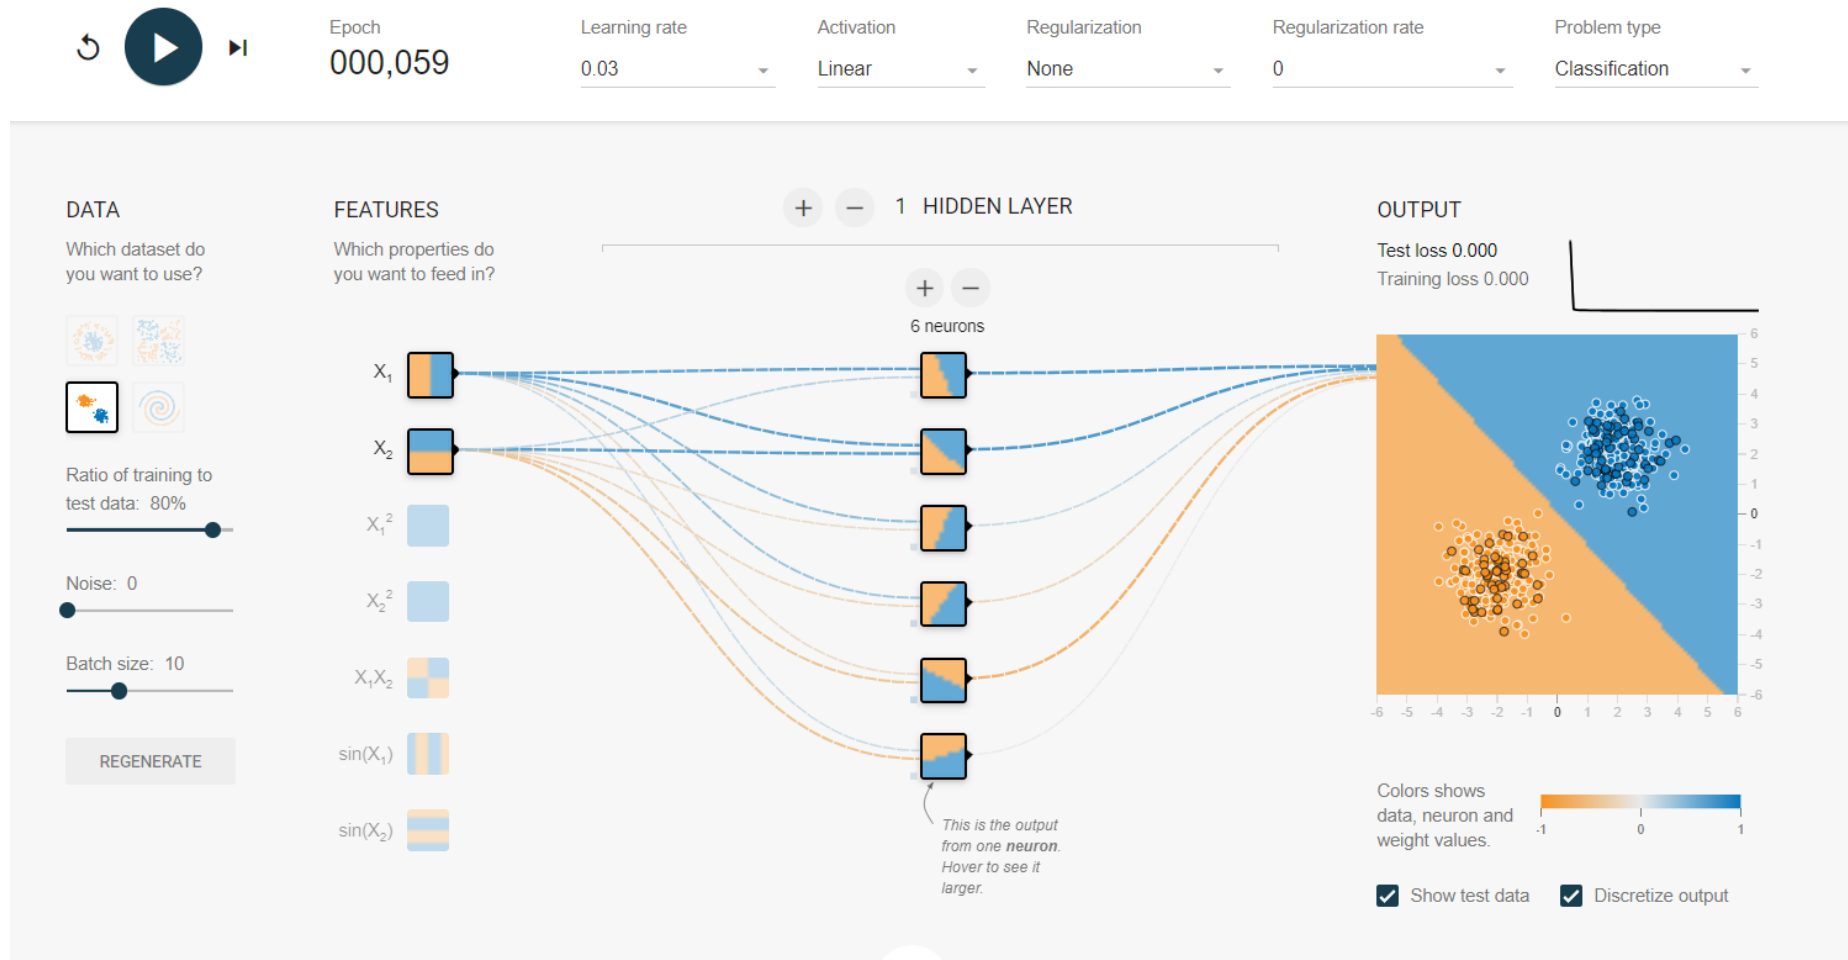 Epoch
000,059
Learning rate
0.03
Activation
Linear
Regularization
None
Regularization rate
0
Problem type
Classification
DATA
Which dataset do
you want to use?
Ratio of training to
test data: 80%
Noise: 0
Batch size: 10
REGENERATE
FEATURES
Which properties do
you want to feed in?
X₁
X₂
X₁²
X₂²
X₁X₂
sin(X₁)
sin(X₂)
+ − 1 HIDDEN LAYER
+ −
6 neurons
This is the output
from one neuron.
Hover to see it
larger.
OUTPUT
Test loss 0.000
Training loss 0.000
6
5
4
3
2
1
0
-1
-2
-3
-4
-5
-6
-6 -5 -4 -3 -2 -1 0 1 2 3 4 5 6
Colors shows
data, neuron and
weight values.
-1 0 1
Show test data
Discretize output